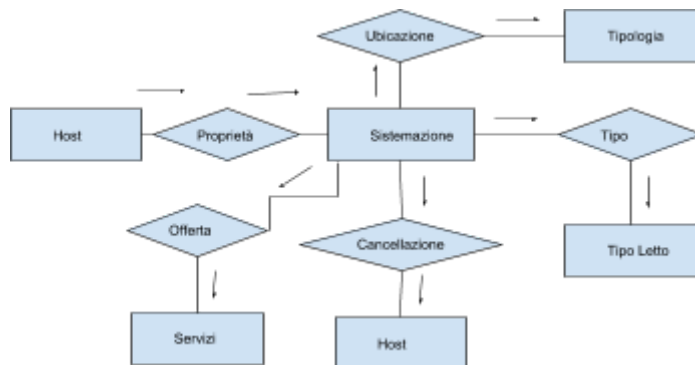 Ubicazione
Tipologia
Host
Proprietà
Sistemazione
Tipo
Offerta
Cancellazione
Tipo Letto
Servizi
Host